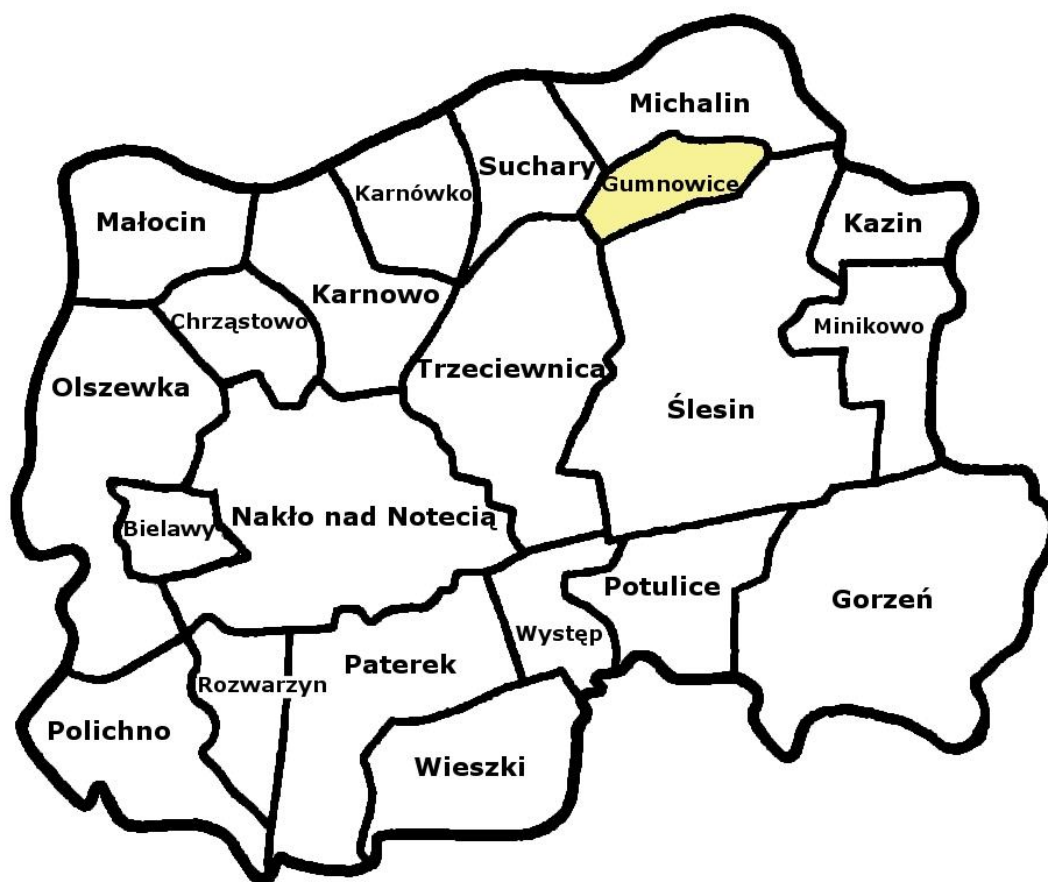 Michalin
Suchary
Gumnowice
Karnówko
Małocin
Kazin
Karnowo
Chrząstowo
Minikowo
Trzeciewnica
Olszewka
Ślesin
Nakło nad Notecią
Bielawy
Potulice
Gorzeń
Występ
Paterek
Rozwarzyn
Polichno
Wieszki